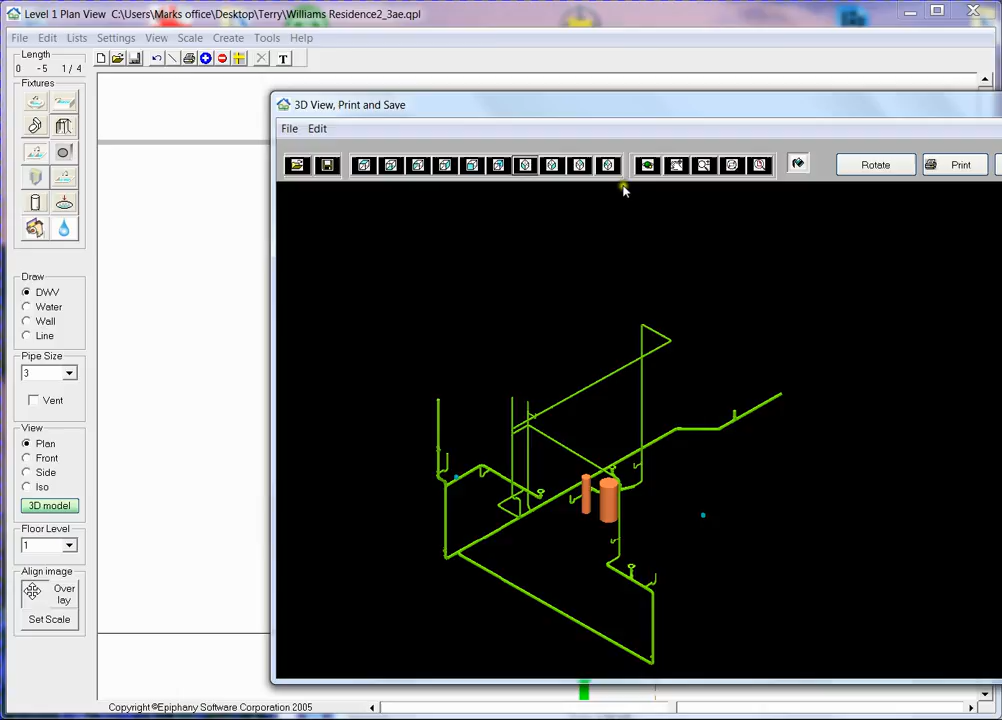 Level 1 Plan View  C:\Users\Marks office\Desktop\Terry\Williams Residence2_3ae.qpl
File Edit Lists Settings View Scale Create Tools Help
Length
0 -5 1 / 4
T
Fixtures
3D View, Print and Save
File Edit
Rotate Print
Draw
DWV
Water
Wall
Line
Pipe Size
3
Vent
View
Plan
Front
Side
Iso
3D model
Floor Level
1
Align image
Over
lay
Set Scale
Copyright ©Epiphany Software Corporation 2005